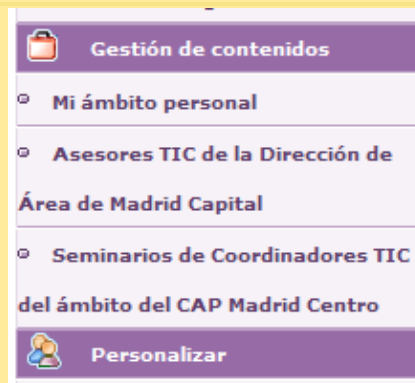 Gestión de contenidos
Mi ámbito personal
Asesores TIC de la Dirección de
Área de Madrid Capital
Seminarios de Coordinadores TIC
del ámbito del CAP Madrid Centro
Personalizar